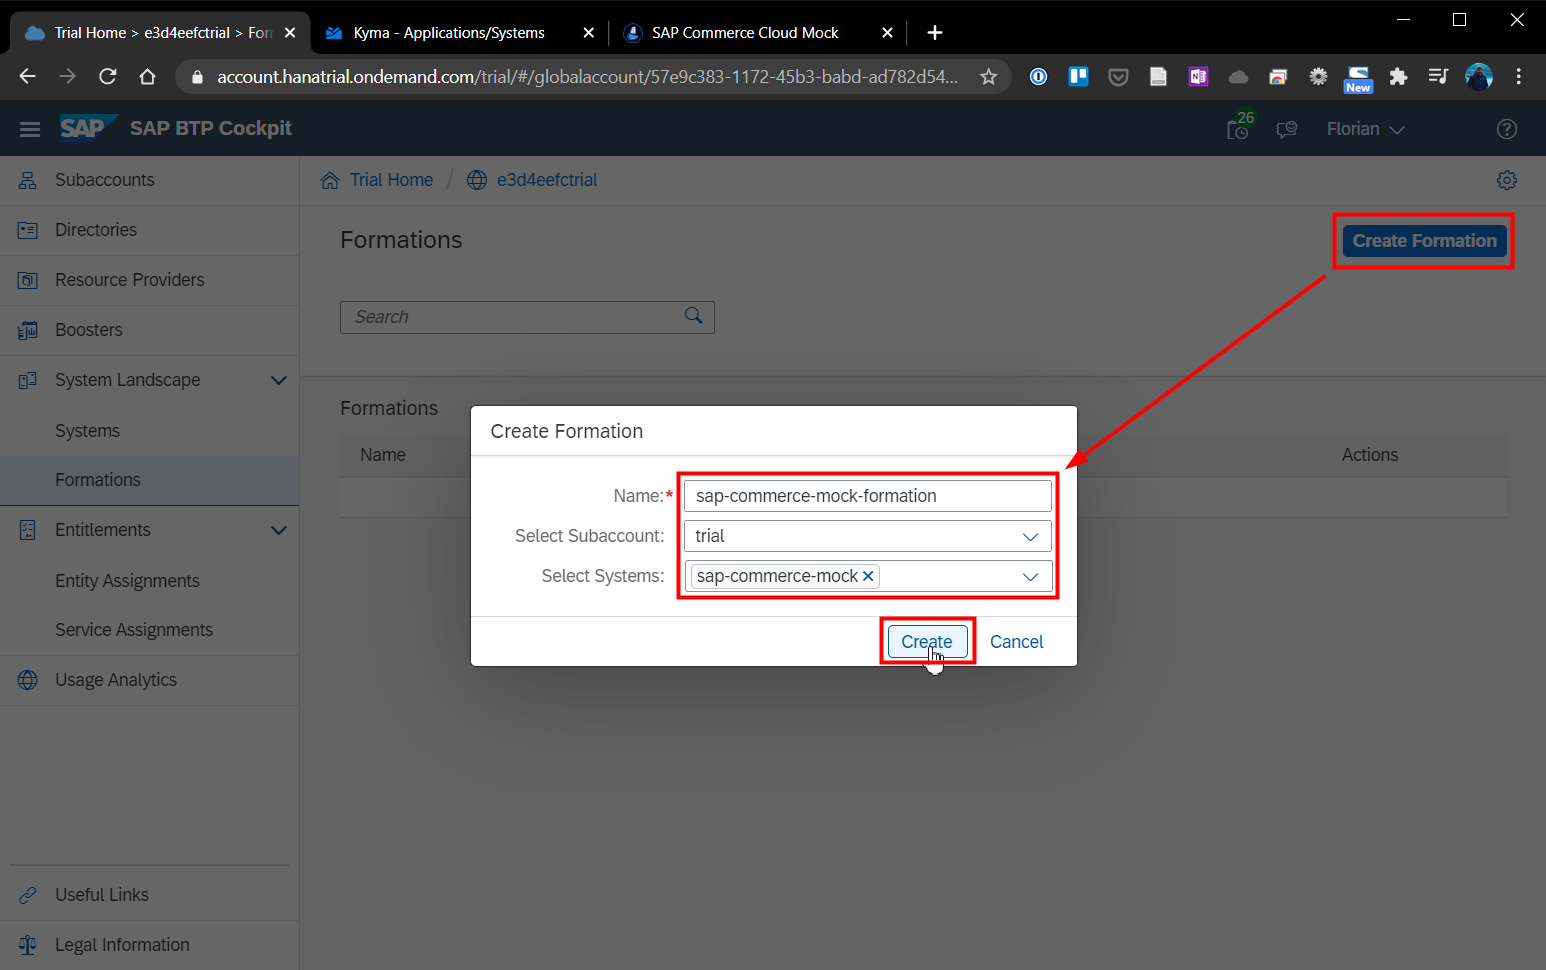 Trial Home > e3d4eefctrial > For
Kyma - Applications/Systems
SAP Commerce Cloud Mock
account.hanatrial.ondemand.com/trial/#/globalaccount/57e9c383-1172-45b3-babd-ad782d54...
New
SAP
SAP BTP Cockpit
26
Florian
Subaccounts
Directories
Resource Providers
Boosters
System Landscape
Systems
Formations
Entitlements
Entity Assignments
Service Assignments
Usage Analytics
Useful Links
Legal Information
Trial Home / e3d4eefctrial
Formations
Create Formation
Search
Formations
Name
Actions
Create Formation
Name:*
sap-commerce-mock-formation
Select Subaccount:
trial
Select Systems:
sap-commerce-mock
Create
Cancel